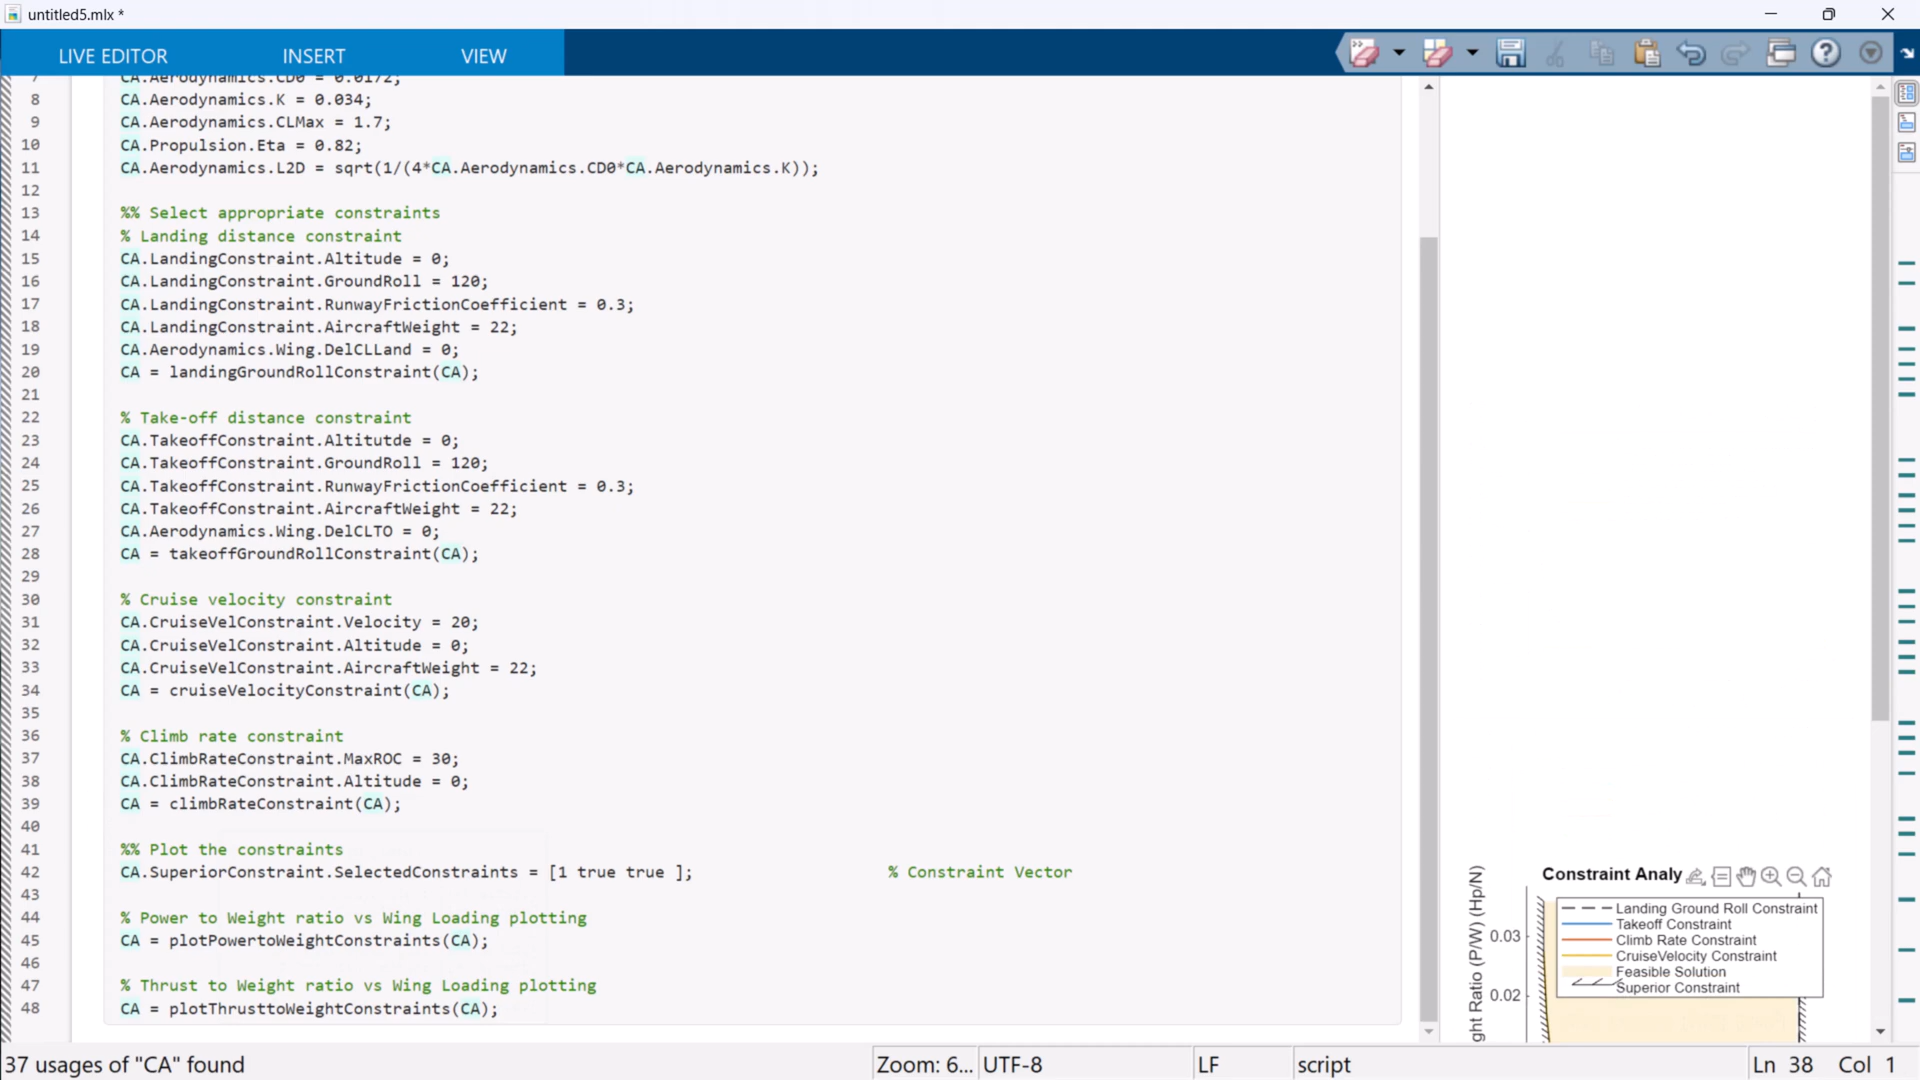 untitled5.mlx *
LIVE EDITOR INSERT VIEW
7 CA.Aerodynamics.CD0 = 0.0172;
8 CA.Aerodynamics.K = 0.034;
9 CA.Aerodynamics.CLMax = 1.7;
10 CA.Propulsion.Eta = 0.82;
11 CA.Aerodynamics.L2D = sqrt(1/(4*CA.Aerodynamics.CD0*CA.Aerodynamics.K));
12
13 %% Select appropriate constraints
14 % Landing distance constraint
15 CA.LandingConstraint.Altitude = 0;
16 CA.LandingConstraint.GroundRoll = 120;
17 CA.LandingConstraint.RunwayFrictionCoefficient = 0.3;
18 CA.LandingConstraint.AircraftWeight = 22;
19 CA.Aerodynamics.Wing.DelCLLand = 0;
20 CA = landingGroundRollConstraint(CA);
21
22 % Take-off distance constraint
23 CA.TakeoffConstraint.Altitutde = 0;
24 CA.TakeoffConstraint.GroundRoll = 120;
25 CA.TakeoffConstraint.RunwayFrictionCoefficient = 0.3;
26 CA.TakeoffConstraint.AircraftWeight = 22;
27 CA.Aerodynamics.Wing.DelCLTO = 0;
28 CA = takeoffGroundRollConstraint(CA);
29
30 % Cruise velocity constraint
31 CA.CruiseVelConstraint.Velocity = 20;
32 CA.CruiseVelConstraint.Altitude = 0;
33 CA.CruiseVelConstraint.AircraftWeight = 22;
34 CA = cruiseVelocityConstraint(CA);
35
36 % Climb rate constraint
37 CA.ClimbRateConstraint.MaxROC = 30;
38 CA.ClimbRateConstraint.Altitude = 0;
39 CA = climbRateConstraint(CA);
40
41 %% Plot the constraints
42 CA.SuperiorConstraint.SelectedConstraints = [1 true true ]; % Constraint Vector
43
44 % Power to Weight ratio vs Wing Loading plotting
45 CA = plotPowertoWeightConstraints(CA);
46
47 % Thrust to Weight ratio vs Wing Loading plotting
48 CA = plotThrusttoWeightConstraints(CA);
Constraint Analy
Landing Ground Roll Constraint
Takeoff Constraint
Climb Rate Constraint
CruiseVelocity Constraint
Feasible Solution
Superior Constraint
0.03
0.02
ght Ratio (P/W) (Hp/N)
37 usages of "CA" found Zoom: 6... UTF-8 LF script Ln 38 Col 1